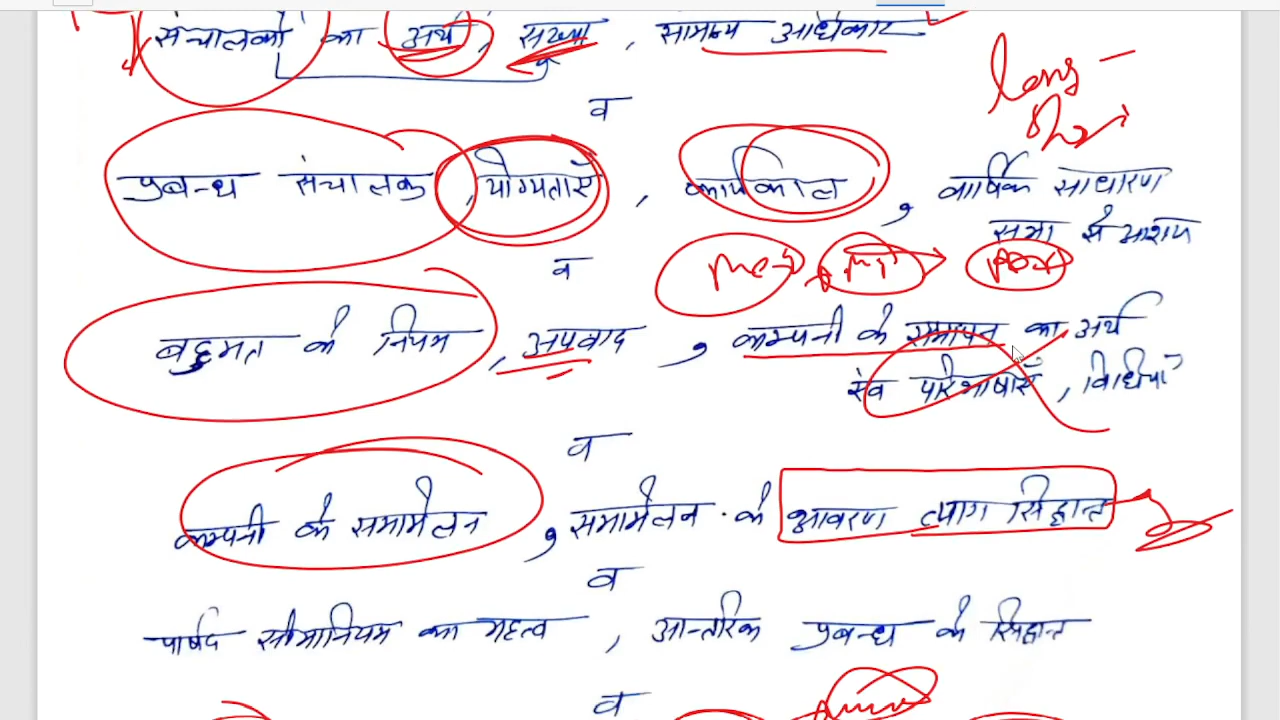 संचालकों का अर्थ, संख्या, सामान्य अधिकार
व
प्रबन्ध संचालक, योग्यताएँ, कार्यकाल, वार्षिक साधारण
सभा से आशय
व
बहुमत के नियम, अपवाद, कम्पनी के समापन का अर्थ
एंव परिभाषाएँ, विधियाँ
व
कम्पनी के समामेलन, समामेलन के आवरण त्याग सिद्धान्त
व
पार्षद सीमानियम का महत्व, आन्तरिक प्रबन्ध के सिद्धान्त
व